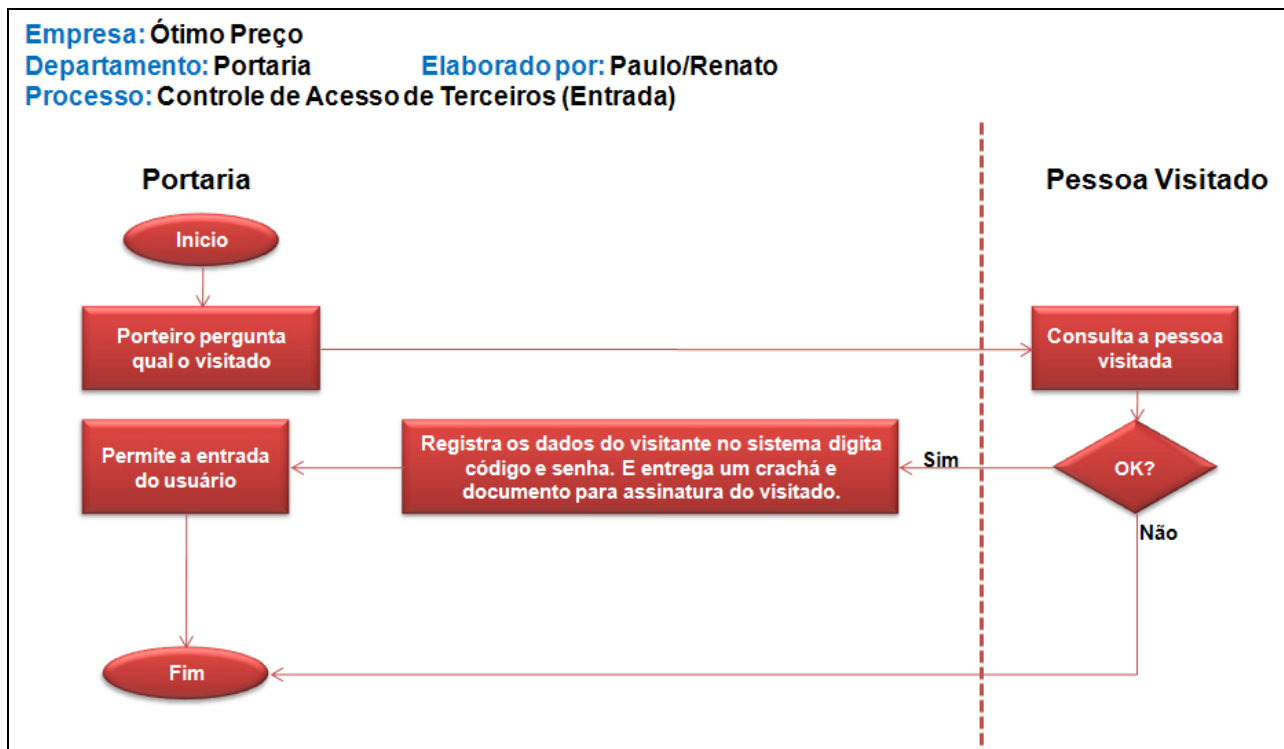 Empresa: Ótimo Preço
Departamento: Portaria Elaborado por: Paulo/Renato
Processo: Controle de Acesso de Terceiros (Entrada)
Portaria
Pessoa Visitado
Inicio
Porteiro pergunta
qual o visitado
Consulta a pessoa
visitada
Permite a entrada
do usuário
Registra os dados do visitante no sistema digita
código e senha. E entrega um crachá e
documento para assinatura do visitado.
Sim
OK?
Não
Fim